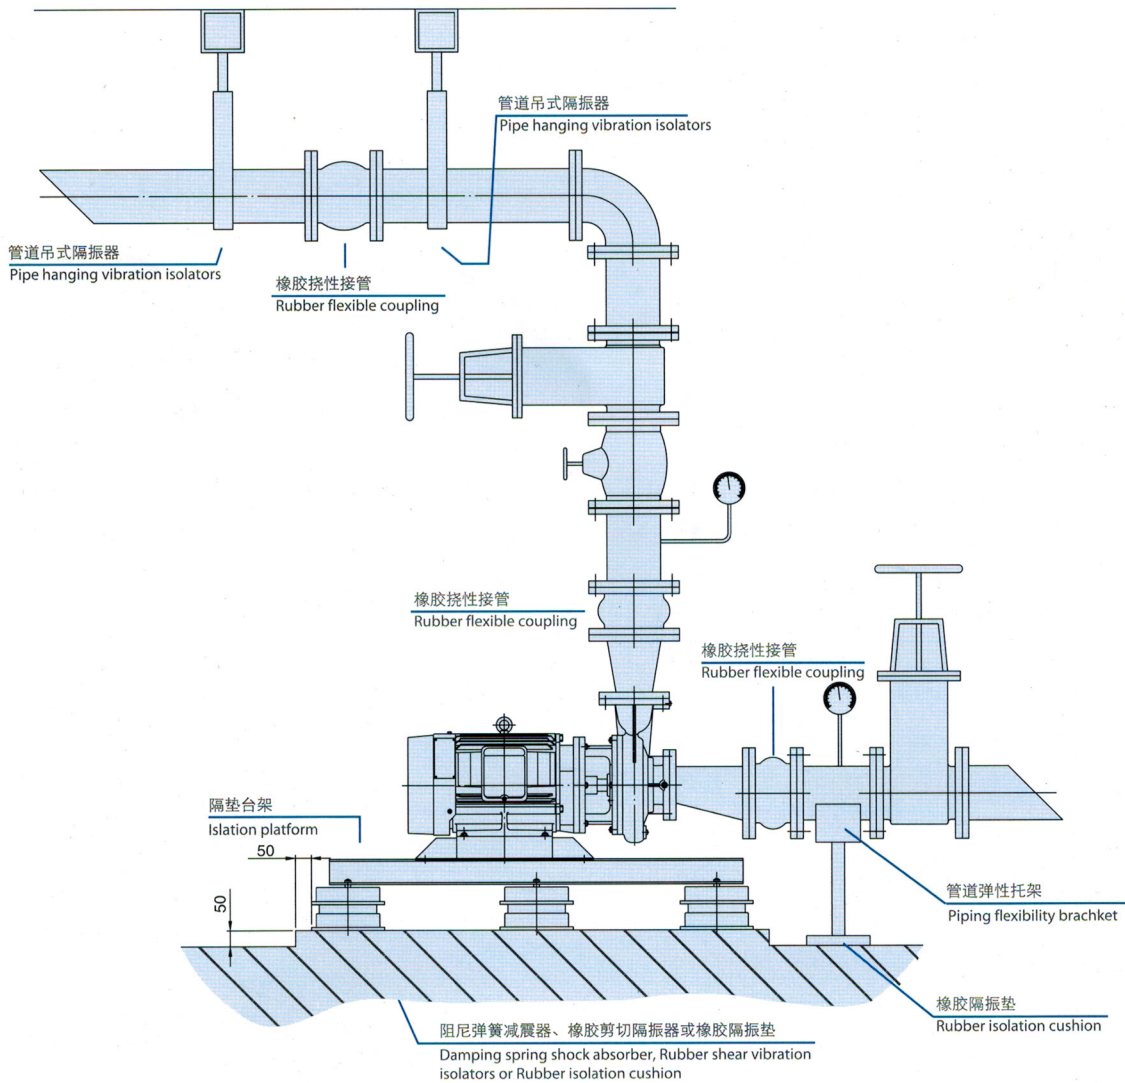 管道吊式隔振器
Pipe hanging vibration isolators
管道吊式隔振器
Pipe hanging vibration isolators
橡胶挠性接管
Rubber flexible coupling
橡胶挠性接管
Rubber flexible coupling
橡胶挠性接管
Rubber flexible coupling
隔垫台架
Islation platform
50
50
管道弹性托架
Piping flexibility brachket
橡胶隔振垫
Rubber isolation cushion
阻尼弹簧减震器、橡胶剪切隔振器或橡胶隔振垫
Damping spring shock absorber, Rubber shear vibration
isolators or Rubber isolation cushion